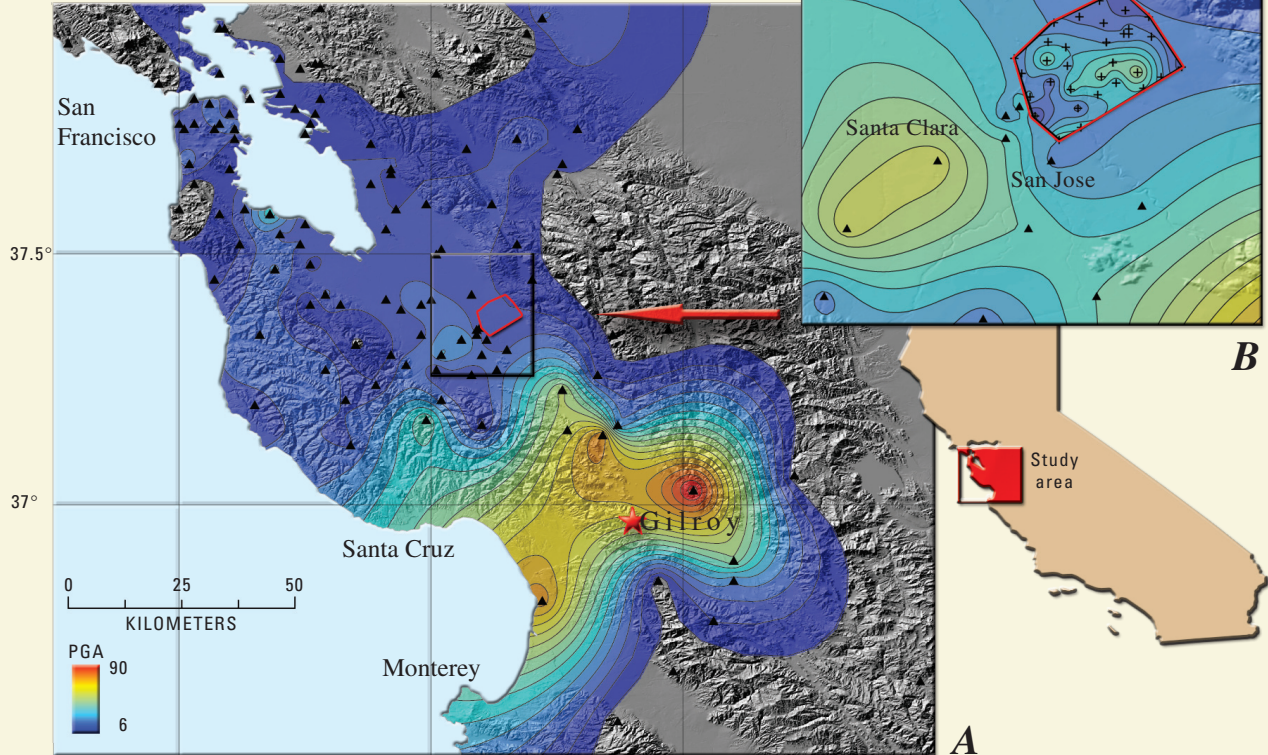 San
Francisco
37.5°
37°
Santa Cruz
Gilroy
Monterey
0 25 50
KILOMETERS
PGA
90
6
A
Santa Clara
San Jose
B
Study
area